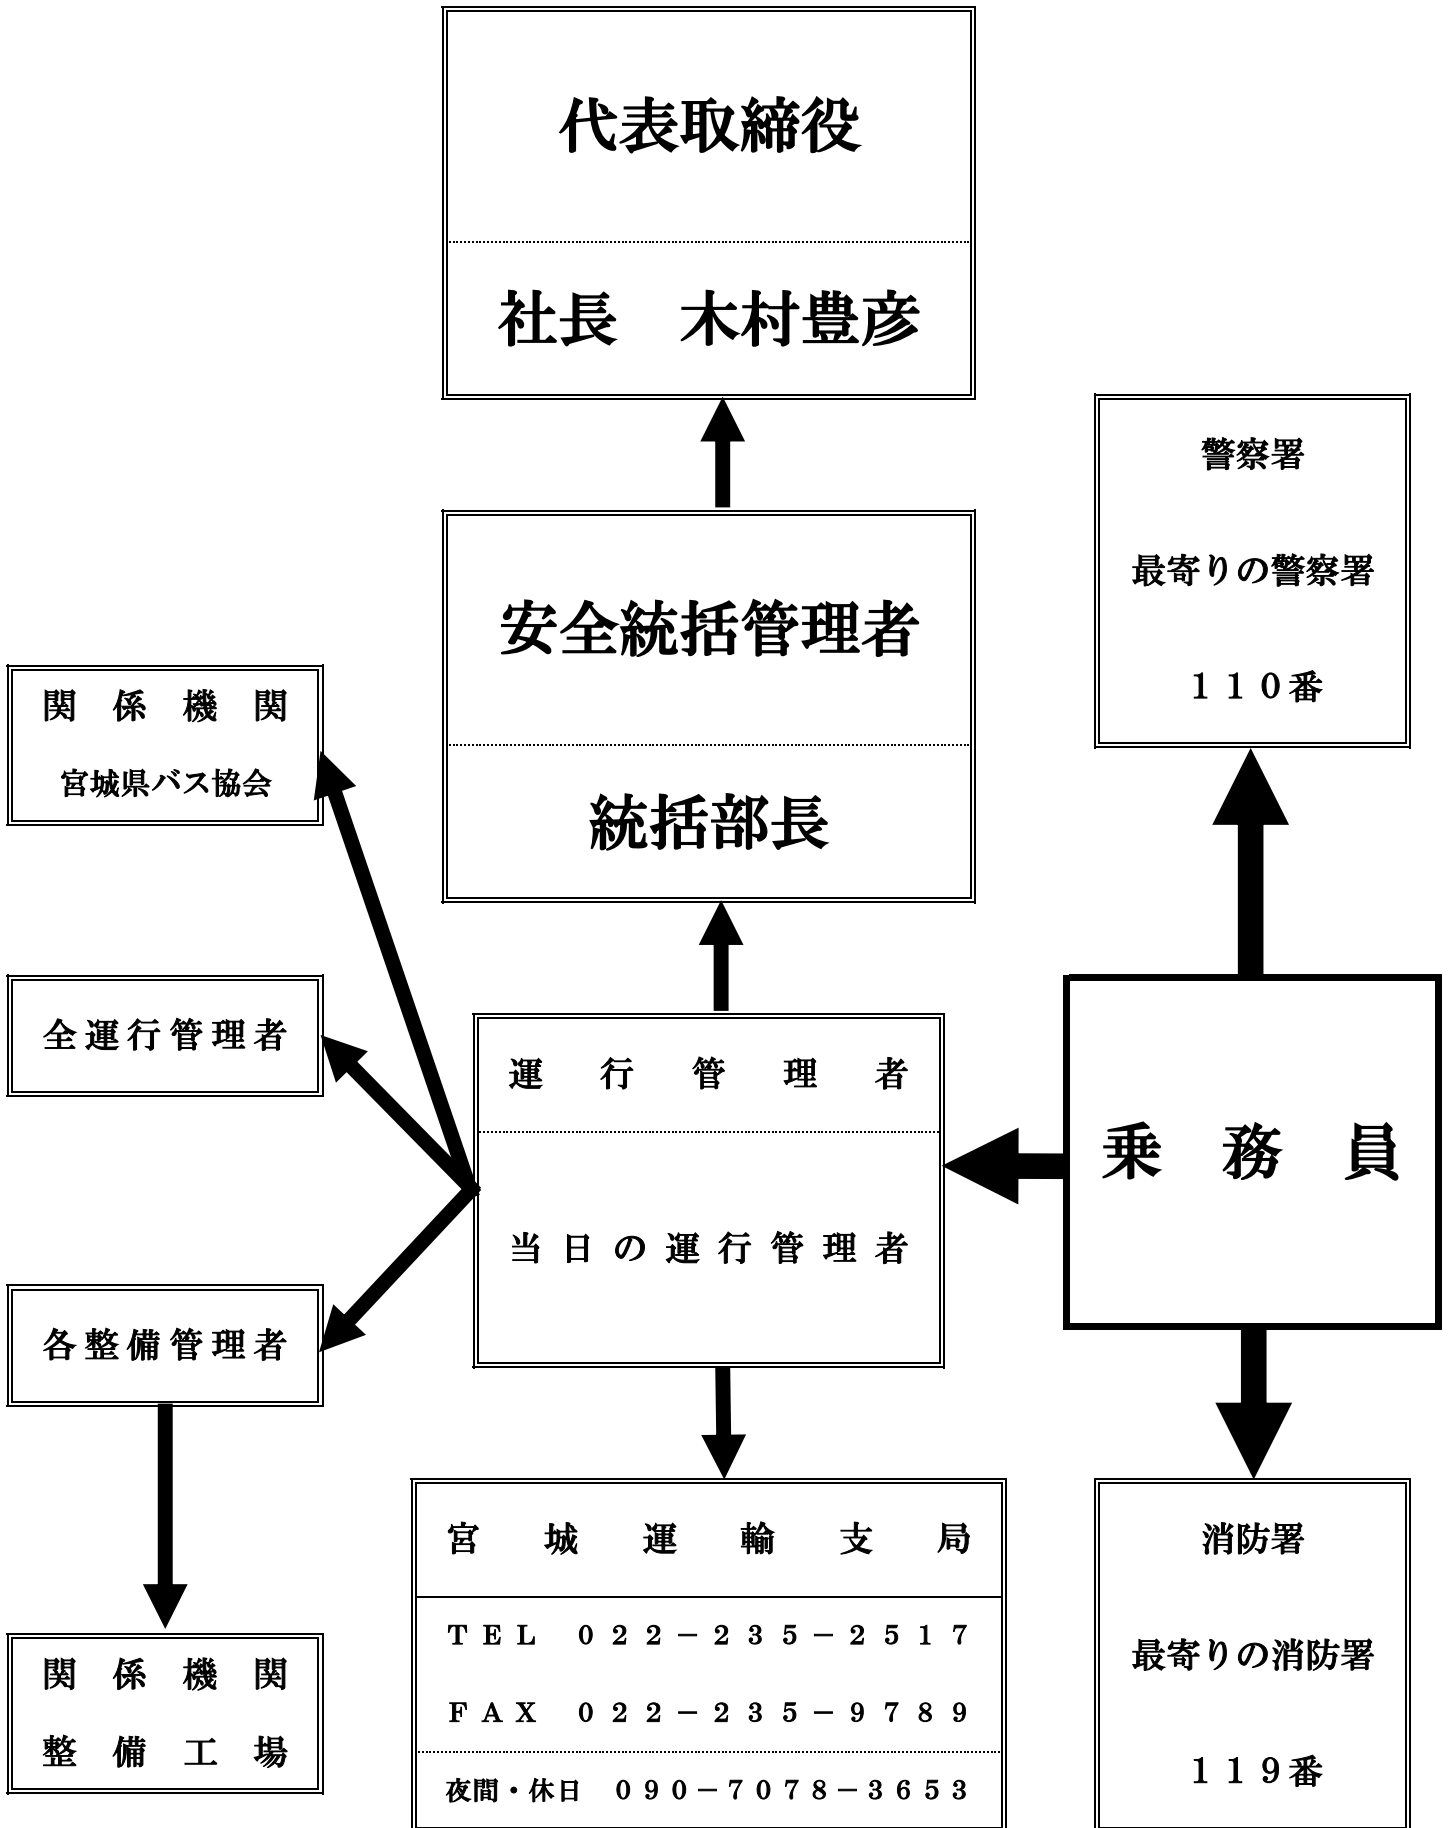 代表取締役
社長　木村豊彦
警察署
最寄りの警察署
１１０番
安全統括管理者
統括部長
関係機関
宮城県バス協会
全運行管理者
運行管理者
当日の運行管理者
乗務員
各整備管理者
宮城運輸支局
ＴＥＬ　０２２－２３５－２５１７
ＦＡＸ　０２２－２３５－９７８９
夜間・休日　０９０－７０７８－３６５３
消防署
最寄りの消防署
１１９番
関係機関
整備工場